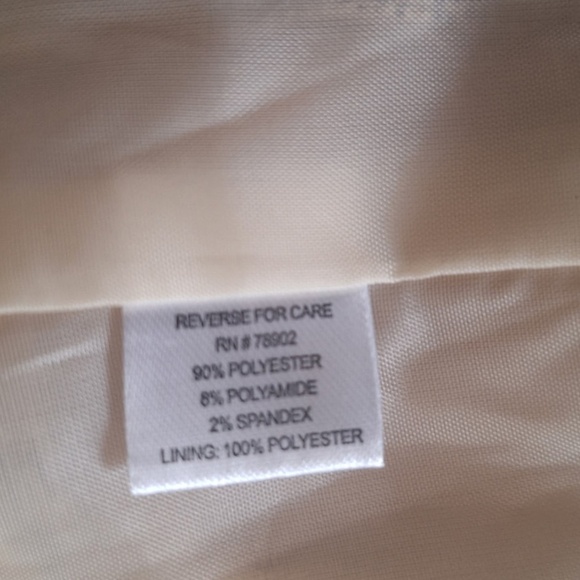 REVERSE FOR CARE
RN # 78902
90% POLYESTER
8% POLYAMIDE
2% SPANDEX
LINING: 100% POLYESTER